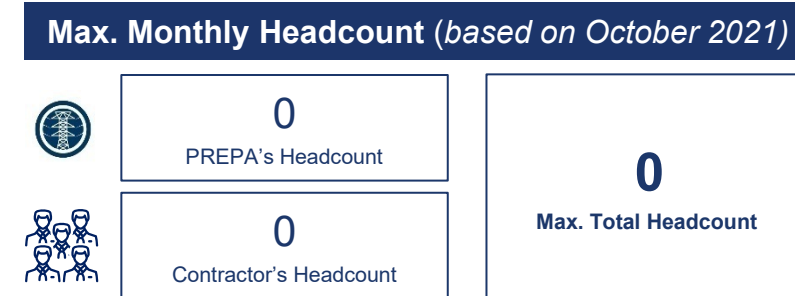 Max. Monthly Headcount (based on October 2021)
0
PREPA’s Headcount
0
Contractor’s Headcount
0
Max. Total Headcount